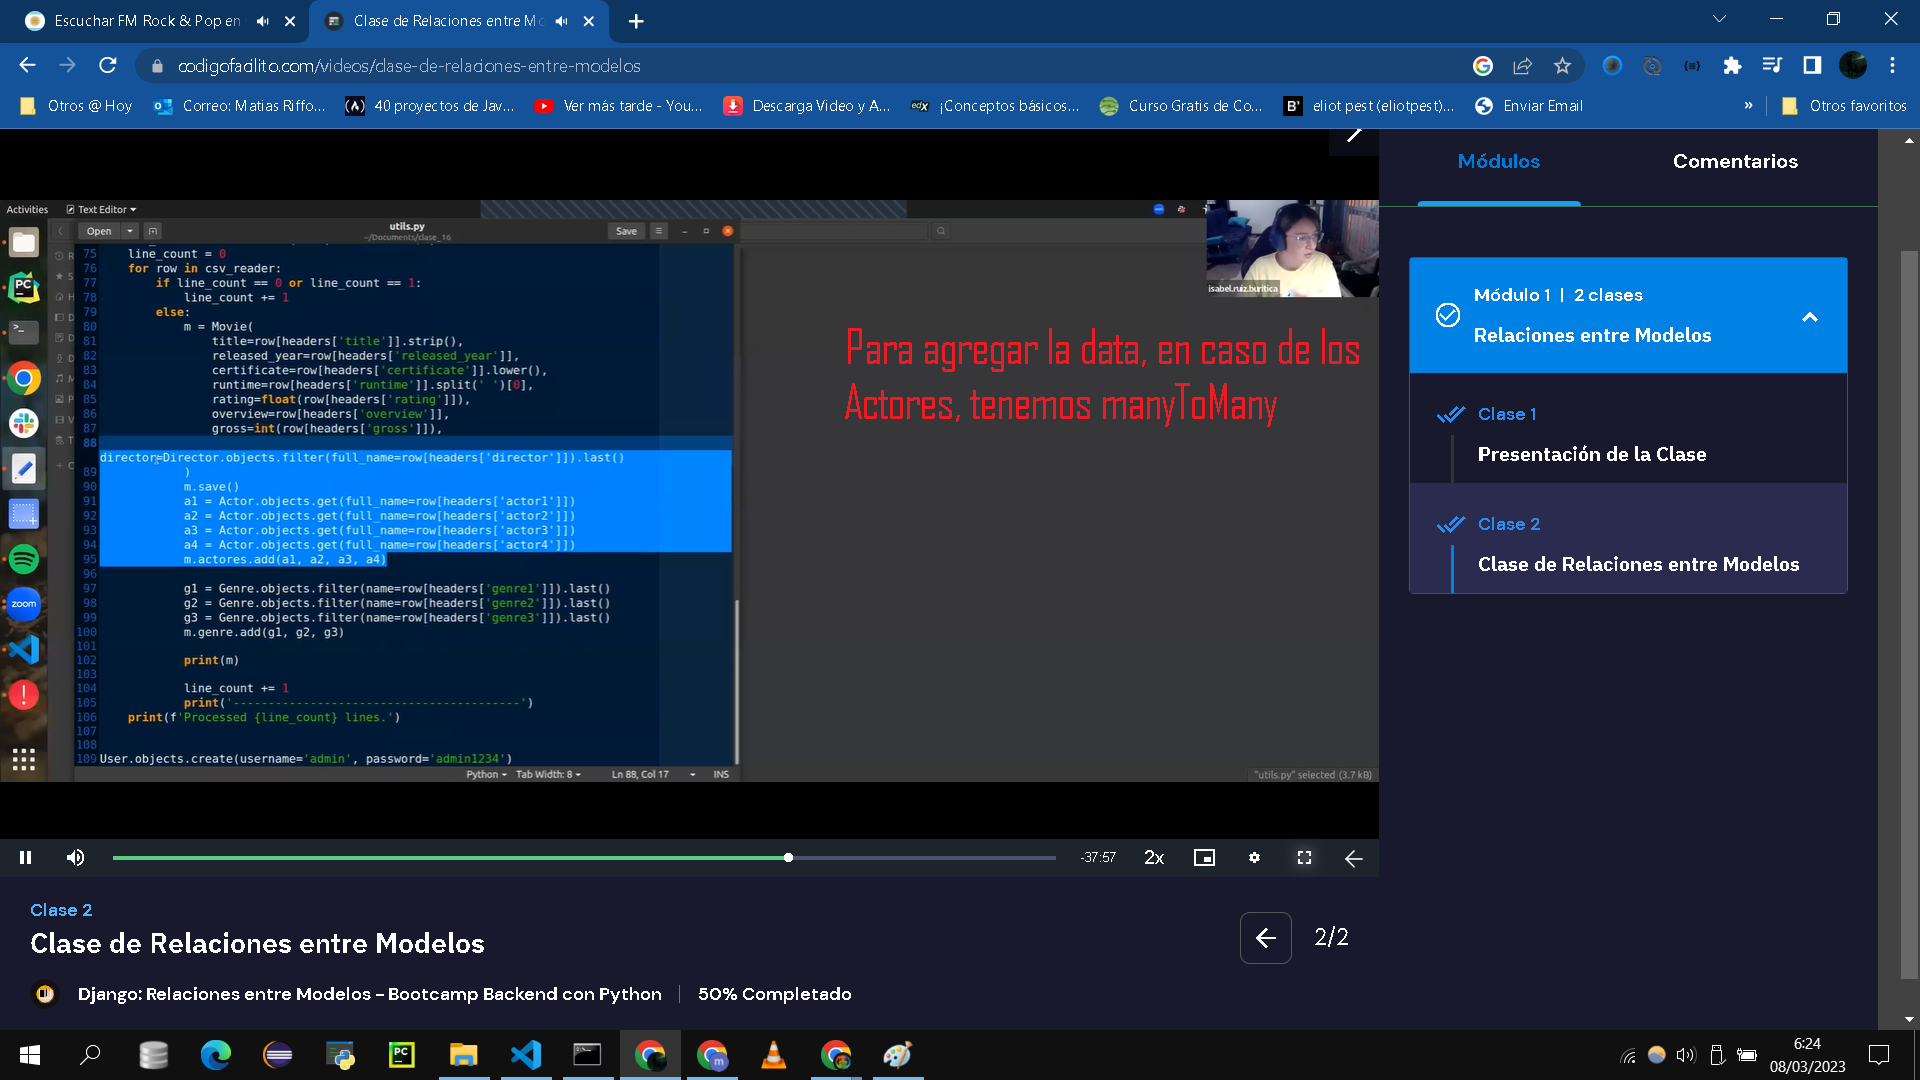 Escuchar FM Rock & Pop en
Clase de Relaciones entre Mo
codigofacilito.com/videos/clase-de-relaciones-entre-modelos
Otros @ Hoy
Correo: Matias Riffo...
40 proyectos de Jav...
Ver más tarde - You...
Descarga Video y A...
¡Conceptos básicos...
Curso Gratis de Co...
eliot pest (eliotpest)...
Enviar Email
»
Otros favoritos
Módulos
Comentarios
Activities
Text Editor
Open
utils.py
~/Documents/clase_16
Save
75 line_count = 0
76 for row in csv_reader:
77 if line_count == 0 or line_count == 1:
78 line_count += 1
79 else:
80 m = Movie(
81 title=row[headers['title']].strip(),
82 released_year=row[headers['released_year']],
83 certificate=row[headers['certificate']].lower(),
84 runtime=row[headers['runtime']].split(' ')[0],
85 rating=float(row[headers['rating']]),
86 overview=row[headers['overview']],
87 gross=int(row[headers['gross']]),
88
director=Director.objects.filter(full_name=row[headers['director']]).last()
89 )
90 m.save()
91 a1 = Actor.objects.get(full_name=row[headers['actor1']])
92 a2 = Actor.objects.get(full_name=row[headers['actor2']])
93 a3 = Actor.objects.get(full_name=row[headers['actor3']])
94 a4 = Actor.objects.get(full_name=row[headers['actor4']])
95 m.actores.add(a1, a2, a3, a4)
96
97 g1 = Genre.objects.filter(name=row[headers['genre1']]).last()
98 g2 = Genre.objects.filter(name=row[headers['genre2']]).last()
99 g3 = Genre.objects.filter(name=row[headers['genre3']]).last()
100 m.genre.add(g1, g2, g3)
101
102 print(m)
103
104 line_count += 1
105 print('-----------------------------------------')
106 print(f'Processed {line_count} lines.')
107
108
109 User.objects.create(username='admin', password='admin1234')
Python
Tab Width: 8
Ln 88, Col 17
INS
isabel.ruiz.buritica
Para agregar la data, en caso de los
Actores, tenemos manyToMany
"utils.py" selected (3.7 kB)
zoom
Módulo 1 | 2 clases
Relaciones entre Modelos
Clase 1
Presentación de la Clase
Clase 2
Clase de Relaciones entre Modelos
-37:57
2x
Clase 2
Clase de Relaciones entre Modelos
2/2
Django: Relaciones entre Modelos - Bootcamp Backend con Python
50% Completado
6:24
08/03/2023